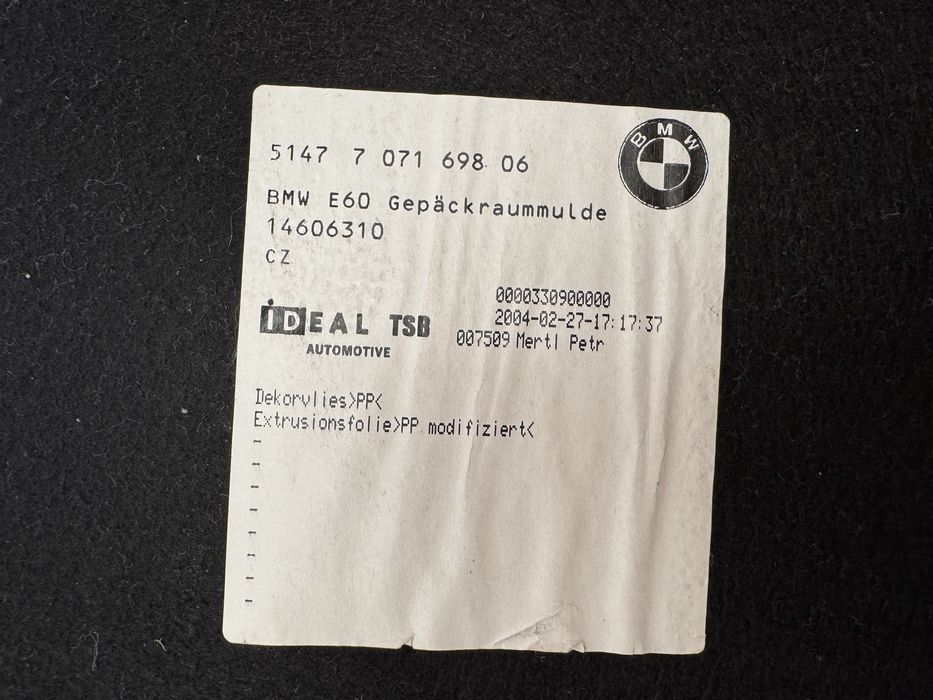 BMW
5147 7 071 698 06
BMW E60 Gepäckraummulde
14606310
CZ
0000330900000
2004-02-27-17:17:37
007509 Mertl Petr
IDEAL TSB
AUTOMOTIVE
Dekorvlies>PP<
Extrusionsfolie>PP modifiziert<
-
-
-
-
-
-
-
-